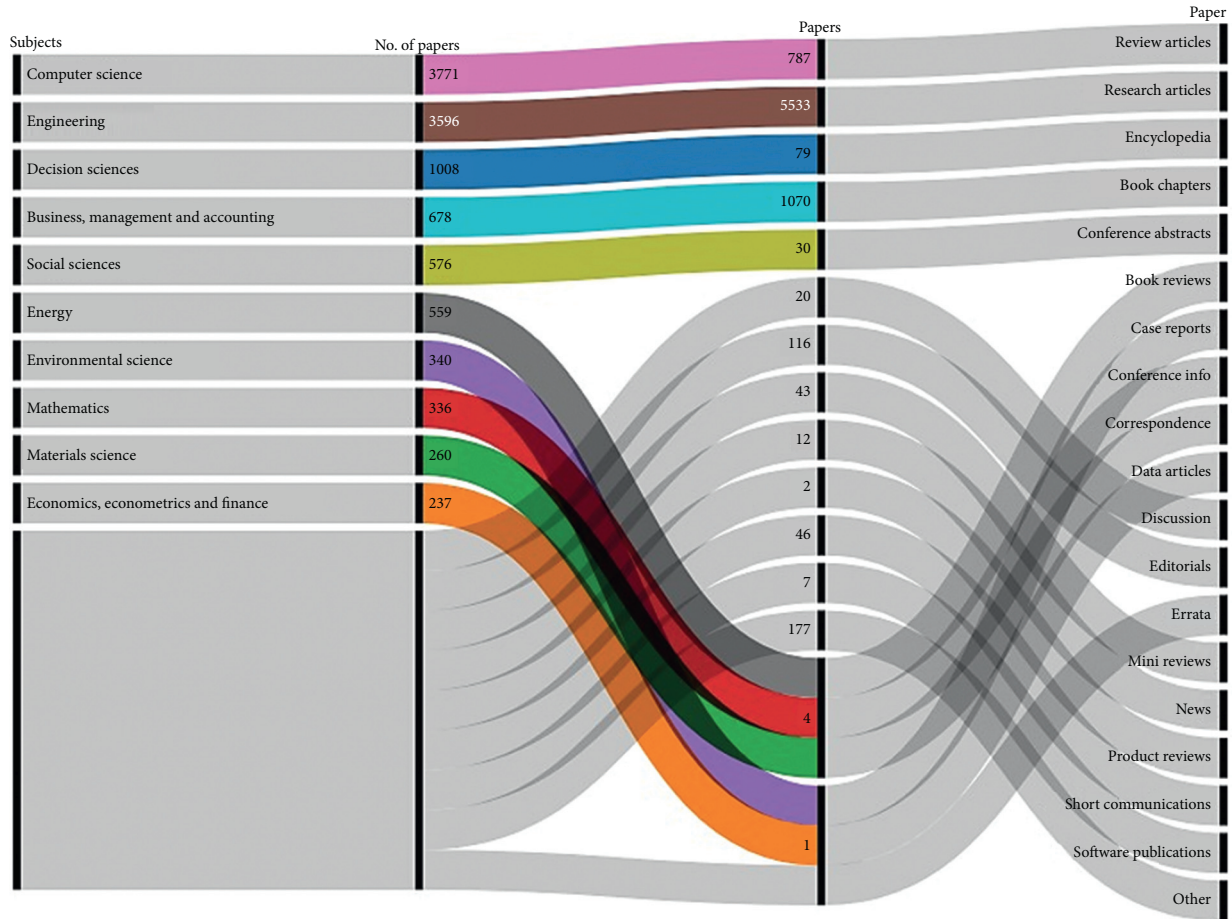 Subjects
Computer science
Engineering
Decision sciences
Business, management and accounting
Social sciences
Energy
Environmental science
Mathematics
Materials science
Economics, econometrics and finance
No. of papers
3771
3596
1008
678
576
559
340
336
260
237
Papers
787
5533
79
1070
30
20
116
43
12
2
46
7
177
4
1
Paper
Review articles
Research articles
Encyclopedia
Book chapters
Conference abstracts
Book reviews
Case reports
Conference info
Correspondence
Data articles
Discussion
Editorials
Errata
Mini reviews
News
Product reviews
Short communications
Software publications
Other